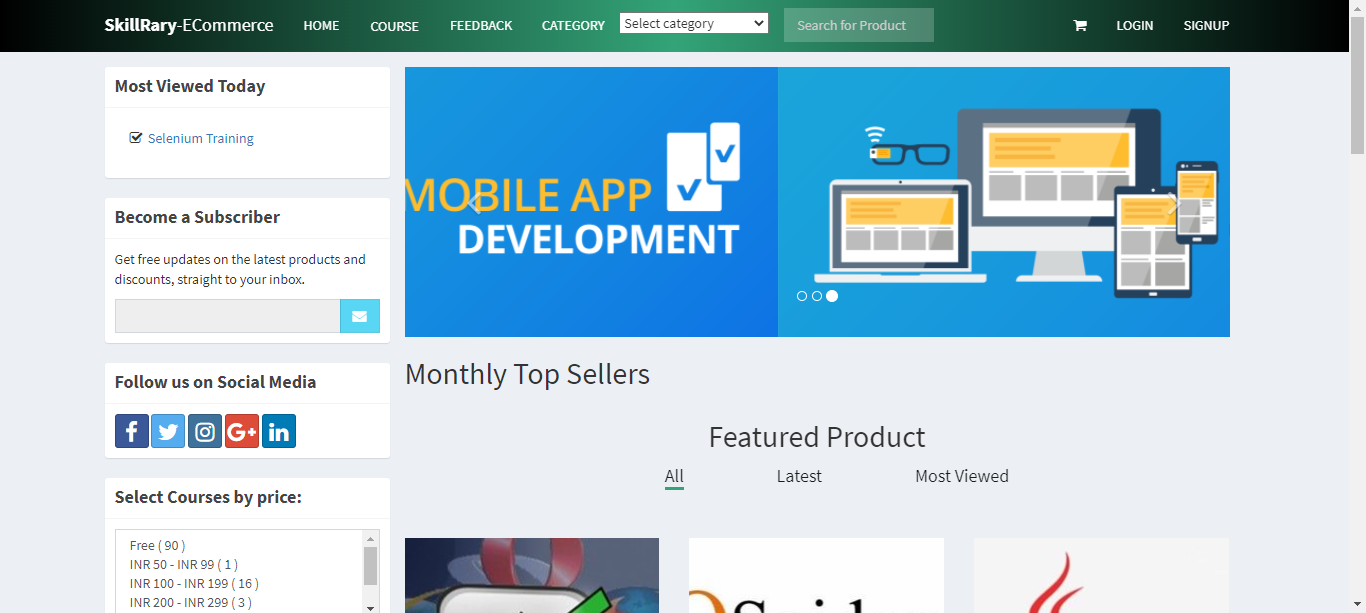 SkillRary-ECommerce HOME COURSE FEEDBACK CATEGORY Select category Search for Product LOGIN SIGNUP
Most Viewed Today
Selenium Training
Become a Subscriber
Get free updates on the latest products and
discounts, straight to your inbox.
Follow us on Social Media
Select Courses by price:
Free ( 90 )
INR 50 - INR 99 ( 1 )
INR 100 - INR 199 ( 16 )
INR 200 - INR 299 ( 3 )
MOBILE APP
DEVELOPMENT
Monthly Top Sellers
Featured Product
All Latest Most Viewed